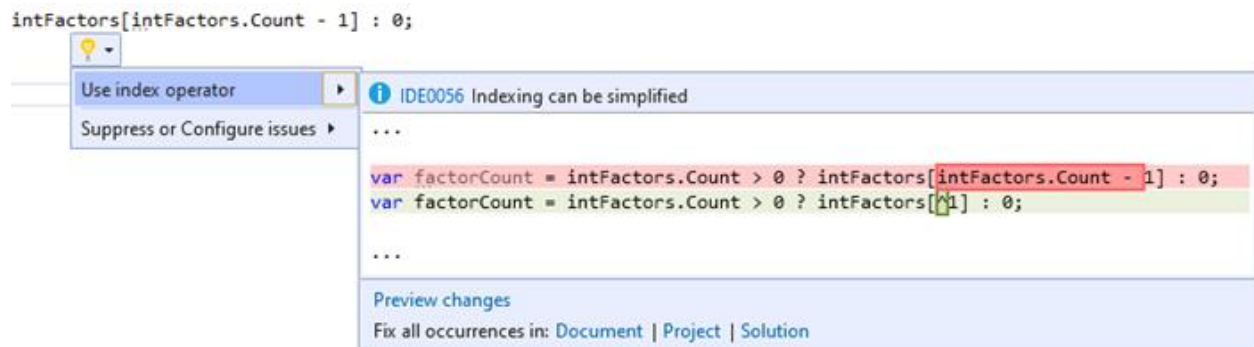 intFactors[intFactors.Count - 1] : 0;
Use index operator
Suppress or Configure issues
IDE0056 Indexing can be simplified
...
var factorCount = intFactors.Count > 0 ? intFactors[intFactors.Count - 1] : 0;
var factorCount = intFactors.Count > 0 ? intFactors[^1] : 0;
...
Preview changes
Fix all occurrences in: Document | Project | Solution